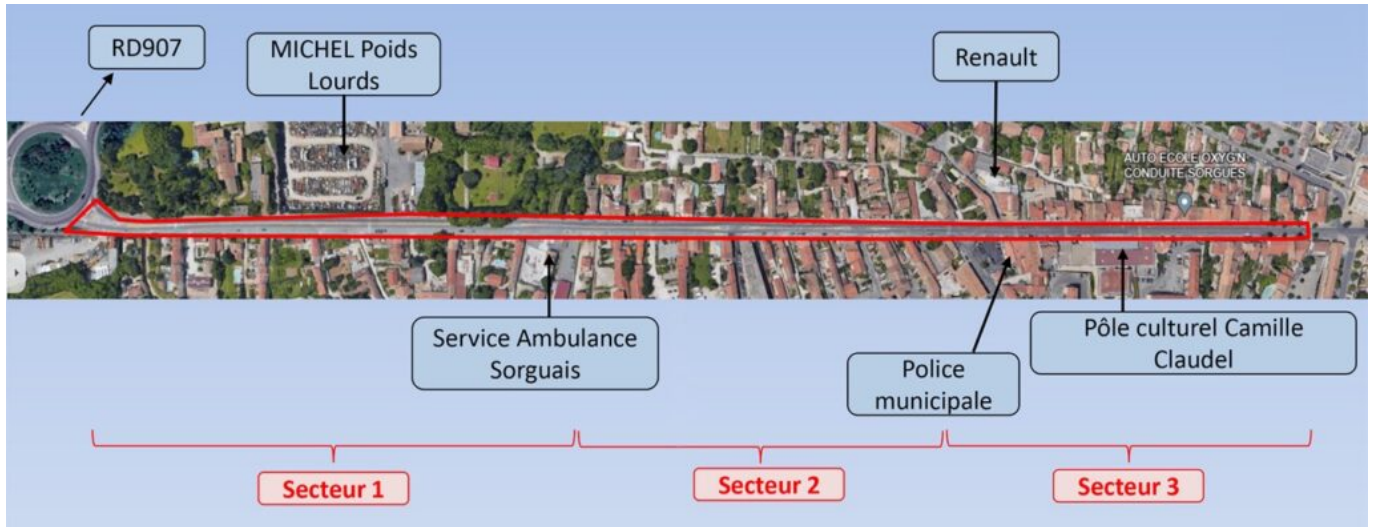 RD907
MICHEL Poids
Lourds
Renault
AUTO ECOLE OXYG'N
CONDUITE SORGUES
Service Ambulance
Sorguais
Police
municipale
Pôle culturel Camille
Claudel
Secteur 1
Secteur 2
Secteur 3